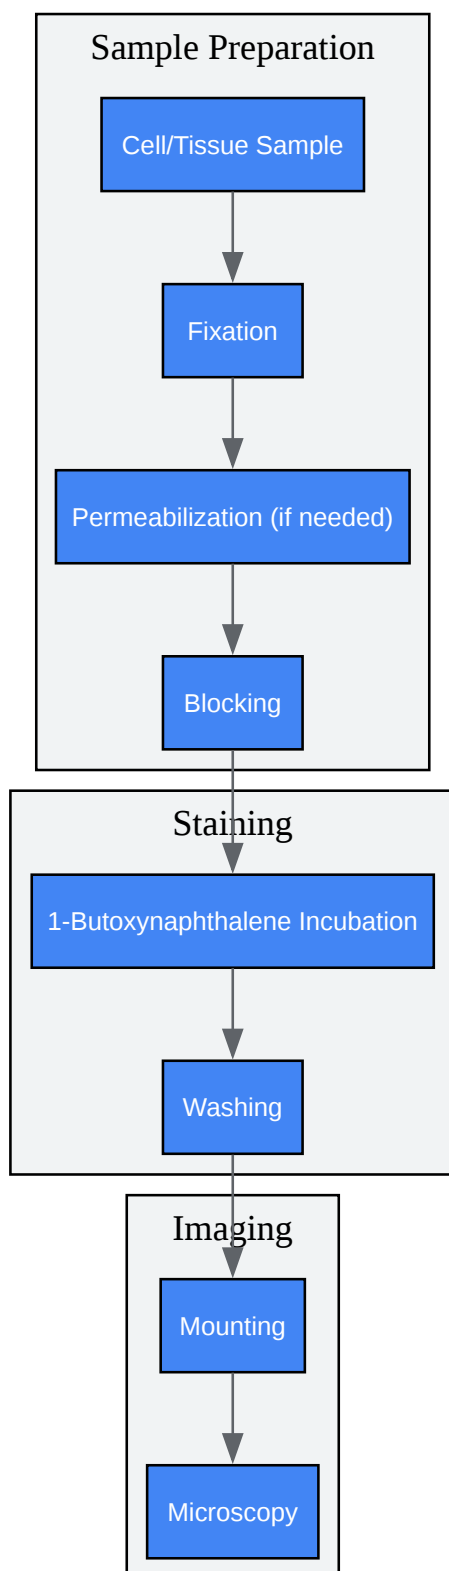 Sample Preparation
Cell/Tissue Sample
Fixation
Permeabilization (if needed)
Blocking
Staining
1-Butoxynaphthalene Incubation
Washing
Imaging
Mounting
Microscopy